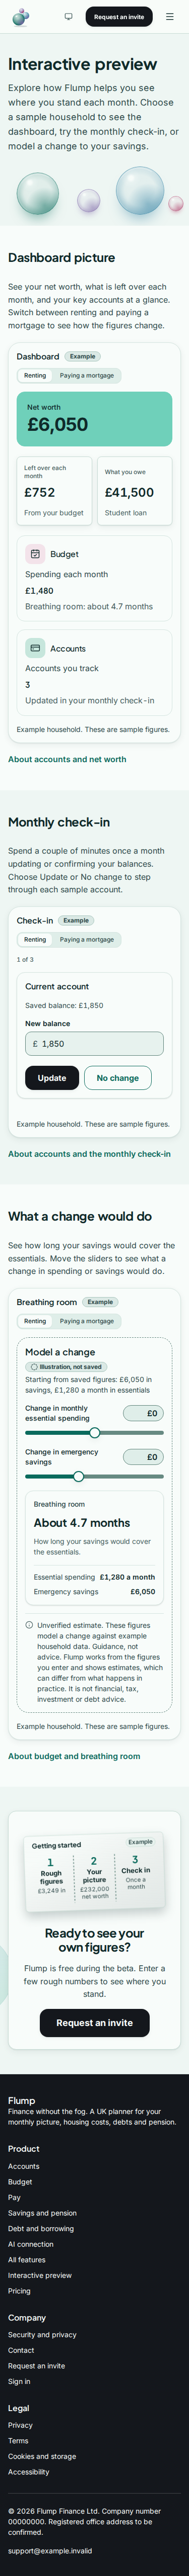 Request an invite
Interactive preview
Explore how Flump helps you see
where you stand each month. Choose
a sample household to see the
dashboard, try the monthly check-in, or
model a change to your savings.
Dashboard picture
See your net worth, what is left over each
month, and your key accounts at a glance.
Switch between renting and paying a
mortgage to see how the figures change.
Dashboard Example
Renting Paying a mortgage
Net worth
£6,050
Left over each
month
£752
From your budget
What you owe
£41,500
Student loan
Budget
Spending each month
£1,480
Breathing room: about 4.7 months
Accounts
Accounts you track
3
Updated in your monthly check-in
Example household. These are sample figures.
About accounts and net worth
Monthly check-in
Spend a couple of minutes once a month
updating or confirming your balances.
Choose Update or No change to step
through each sample account.
Check-in Example
Renting Paying a mortgage
1 of 3
Current account
Saved balance: £1,850
New balance
£ 1,850
Update No change
Example household. These are sample figures.
About accounts and the monthly check-in
What a change would do
See how long your savings would cover the
essentials. Move the sliders to see what a
change in spending or savings would do.
Breathing room Example
Renting Paying a mortgage
Model a change
Illustration, not saved
Starting from saved figures: £6,050 in
savings, £1,280 a month in essentials
Change in monthly
essential spending
£0
Change in emergency
savings
£0
Breathing room
About 4.7 months
How long your savings would cover
the essentials.
Essential spending £1,280 a month
Emergency savings £6,050
Unverified estimate. These figures
model a change against example
household data. Guidance, not
advice. Flump works from the figures
you enter and shows estimates, which
can differ from what happens in
practice. It is not financial, tax,
investment or debt advice.
Example household. These are sample figures.
About budget and breathing room
Getting started Example
1
Rough
figures
£3,249 in
2
Your
picture
£232,000
net worth
3
Check in
Once a
month
Ready to see your
own figures?
Flump is free during the beta. Enter a
few rough numbers to see where you
stand.
Request an invite
Flump
Finance without the fog. A UK planner for your
monthly picture, housing costs, debts and pension.
Product
Accounts
Budget
Pay
Savings and pension
Debt and borrowing
AI connection
All features
Interactive preview
Pricing
Company
Security and privacy
Contact
Request an invite
Sign in
Legal
Privacy
Terms
Cookies and storage
Accessibility
© 2026 Flump Finance Ltd. Company number
00000000. Registered office address to be
confirmed.
support@example.invalid